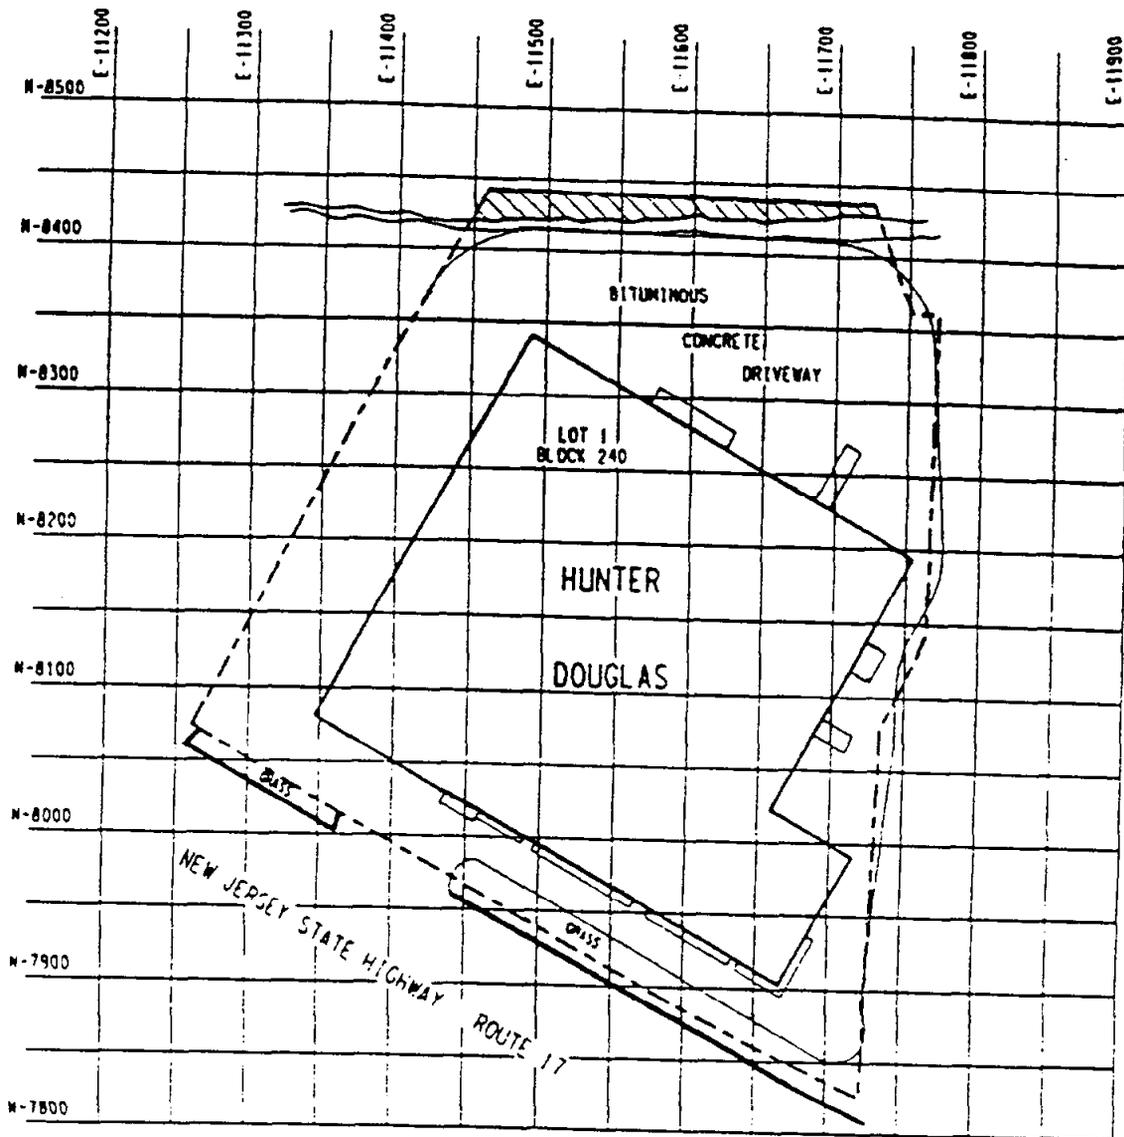 E-11200
E-11300
E-11400
E-11500
E-11600
E-11700
E-11800
E-11900
N-8500
N-8400
BITUMINOUS
CONCRETE
DRIVEWAY
N-8300
LOT 1
BLOCK 240
N-8200
HUNTER
DOUGLAS
N-8100
GRASS
N-8000
NEW JERSEY STATE HIGHWAY ROUTE 17
GRASS
N-7900
N-7800